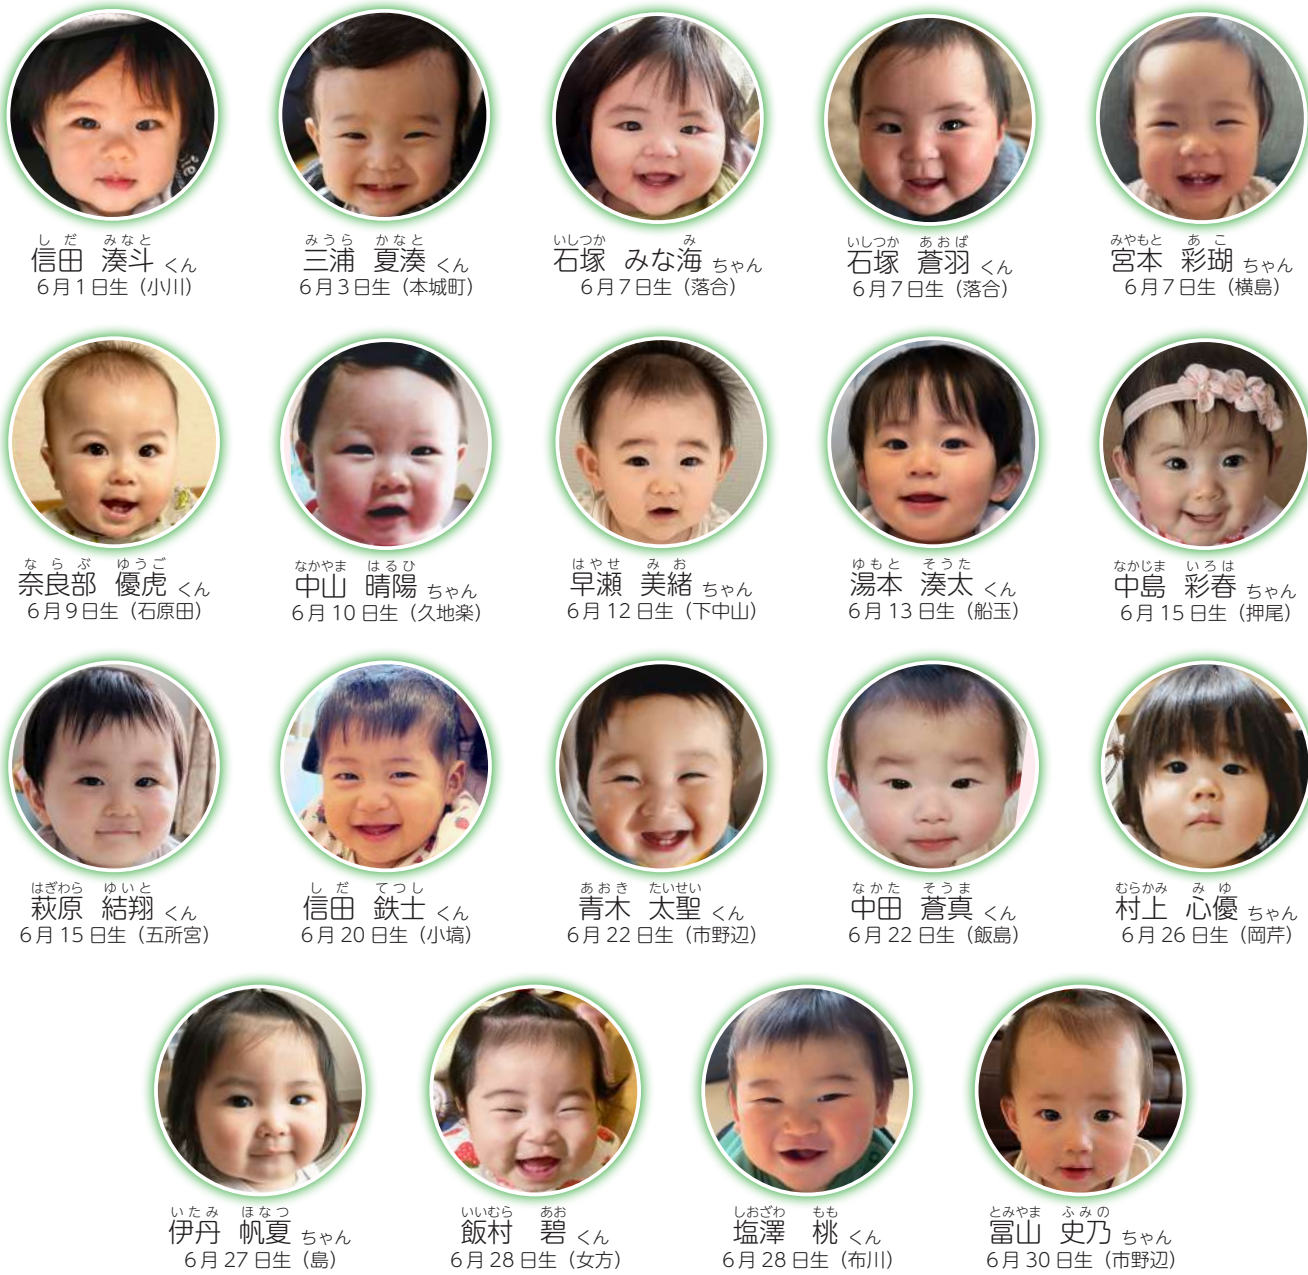 しだ みなと
信田 湊斗 くん
6月1日生（小川）
みうら かなと
三浦 夏湊 くん
6月3日生（本城町）
いしつか み
石塚 みな海 ちゃん
6月7日生（落合）
いしつか あおば
石塚 蒼羽 くん
6月7日生（落合）
みやもと あこ
宮本 彩瑚 ちゃん
6月7日生（横島）
ならぶ ゆうご
奈良部 優虎 くん
6月9日生（石原田）
なかやま はるひ
中山 晴陽 ちゃん
6月10日生（久地楽）
はやせ みお
早瀬 美緒 ちゃん
6月12日生（下中山）
ゆもと そうた
湯本 湊太 くん
6月13日生（船玉）
なかじま いろは
中島 彩春 ちゃん
6月15日生（押尾）
はぎわら ゆいと
萩原 結翔 くん
6月15日生（五所宮）
しだ てつし
信田 鉄士 くん
6月20日生（小塙）
あおき たいせい
青木 太聖 くん
6月22日生（市野辺）
なかた そうま
中田 蒼真 くん
6月22日生（飯島）
むらかみ みゆ
村上 心優 ちゃん
6月26日生（岡芹）
いたみ ほなつ
伊丹 帆夏 ちゃん
6月27日生（島）
いいむら あお
飯村 碧 くん
6月28日生（女方）
しおざわ もも
塩澤 桃 くん
6月28日生（布川）
とみやま ふみの
冨山 史乃 ちゃん
6月30日生（市野辺）